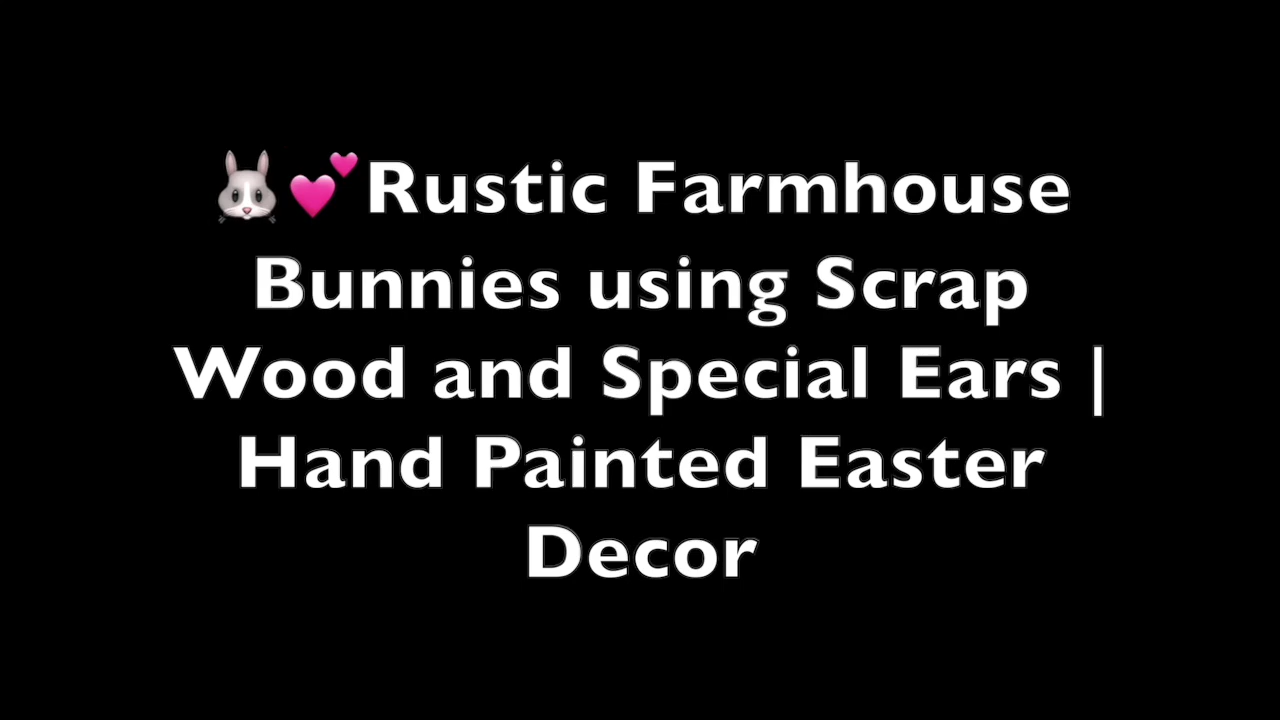 🐰💕Rustic Farmhouse
Bunnies using Scrap
Wood and Special Ears |
Hand Painted Easter
Decor